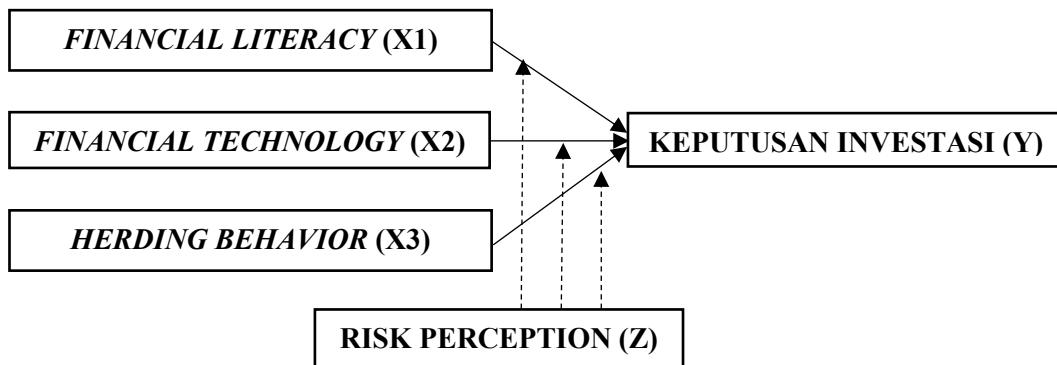 FINANCIAL LITERACY (X1)
FINANCIAL TECHNOLOGY (X2)
KEPUTUSAN INVESTASI (Y)
HERDING BEHAVIOR (X3)
RISK PERCEPTION (Z)